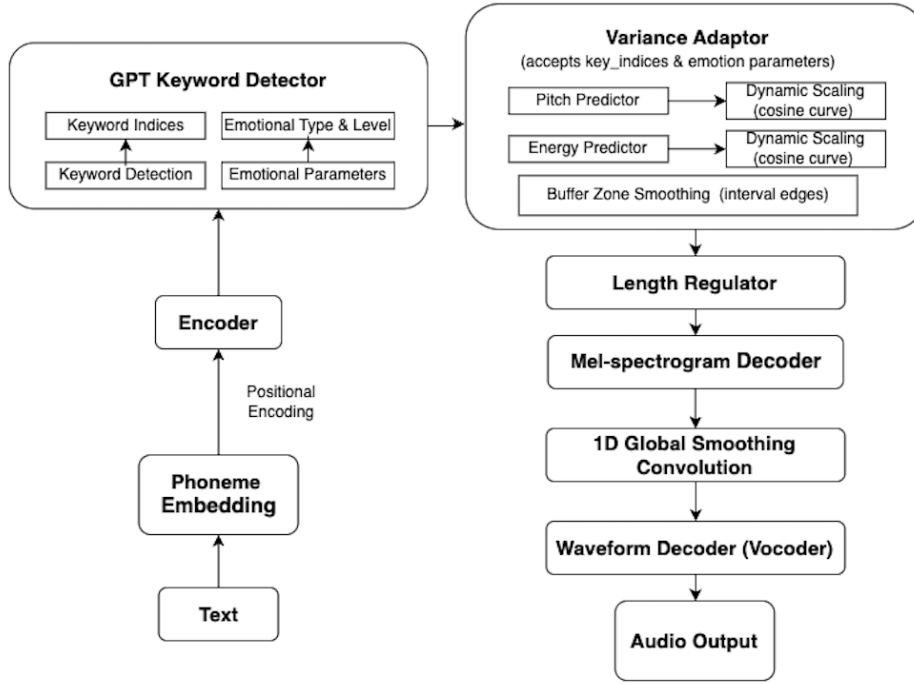 GPT Keyword Detector
Keyword Indices
Emotional Type & Level
Keyword Detection
Emotional Parameters
Encoder
Positional
Encoding
Phoneme
Embedding
Text
Variance Adaptor
(accepts key_indices & emotion parameters)
Pitch Predictor
Dynamic Scaling
(cosine curve)
Energy Predictor
Dynamic Scaling
(cosine curve)
Buffer Zone Smoothing (interval edges)
Length Regulator
Mel-spectrogram Decoder
1D Global Smoothing
Convolution
Waveform Decoder (Vocoder)
Audio Output